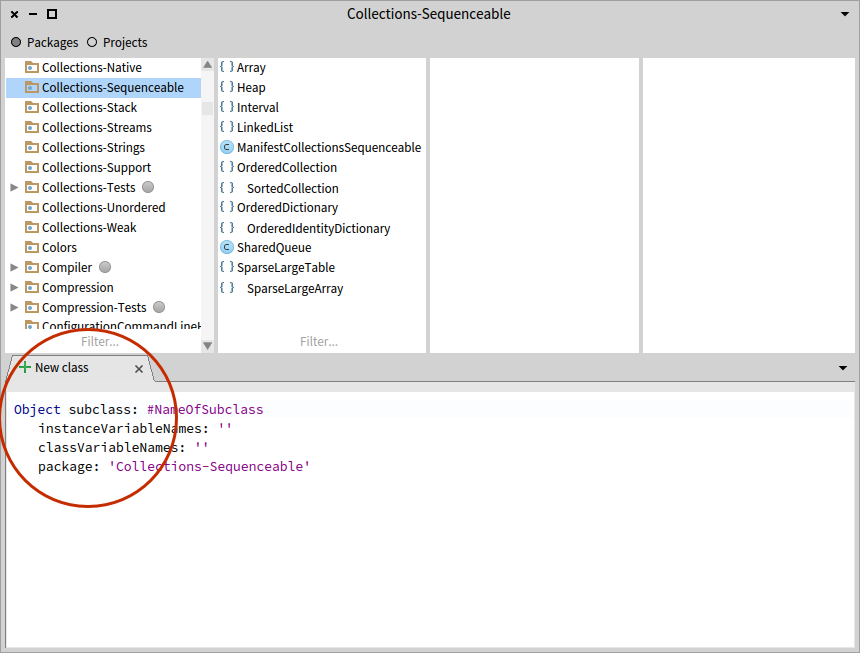 Collections-Sequenceable
Packages Projects
Collections-Native
Collections-Sequenceable
Collections-Stack
Collections-Streams
Collections-Strings
Collections-Support
Collections-Tests
Collections-Unordered
Collections-Weak
Colors
Compiler
Compression
Compression-Tests
ConfigurationCommandLineH
Filter...
{ } Array
{ } Heap
{ } Interval
{ } LinkedList
C ManifestCollectionsSequenceable
{ } OrderedCollection
{ } SortedCollection
{ } OrderedDictionary
{ } OrderedIdentityDictionary
C SharedQueue
{ } SparseLargeTable
{ } SparseLargeArray
Filter...
New class
Object subclass: #NameOfSubclass
instanceVariableNames: ''
classVariableNames: ''
package: 'Collections-Sequenceable'